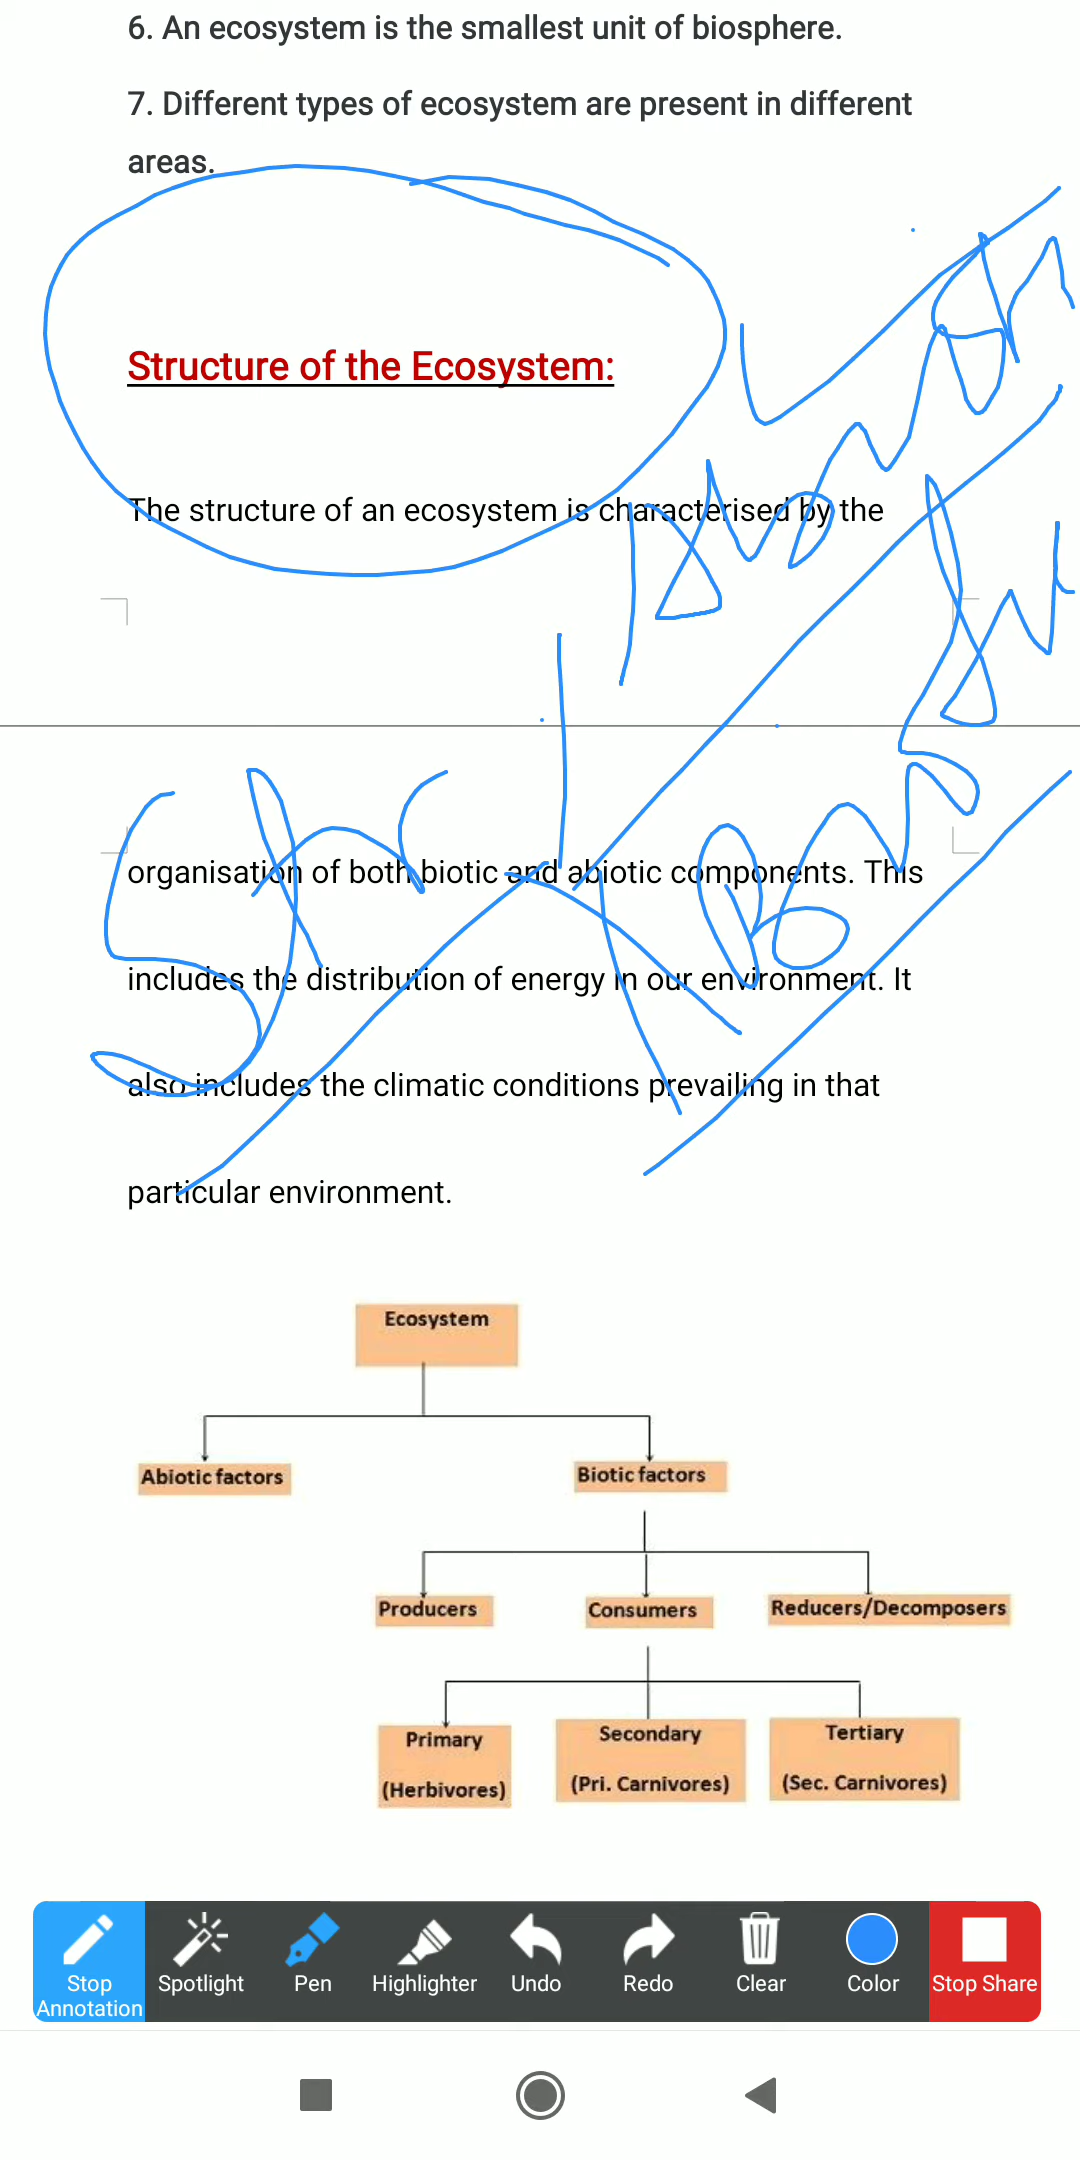 6. An ecosystem is the smallest unit of biosphere.
7. Different types of ecosystem are present in different
areas.
Structure of the Ecosystem:
The structure of an ecosystem is characterised by the
organisation of both biotic and abiotic components. This
includes the distribution of energy in our environment. It
also includes the climatic conditions prevailing in that
particular environment.
Ecosystem
Abiotic factors
Biotic factors
Producers
Consumers
Reducers/Decomposers
Primary
(Herbivores)
Secondary
(Pri. Carnivores)
Tertiary
(Sec. Carnivores)
Stop
Annotation
Spotlight
Pen
Highlighter
Undo
Redo
Clear
Color
Stop Share